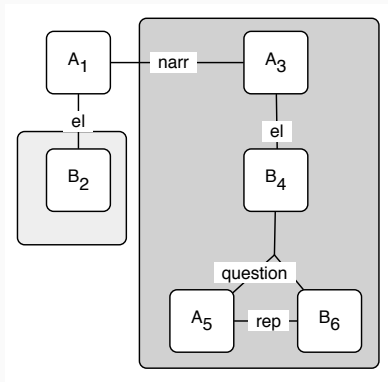 A1
narr
A3
el
el
B2
B4
question
A5
rep
B6